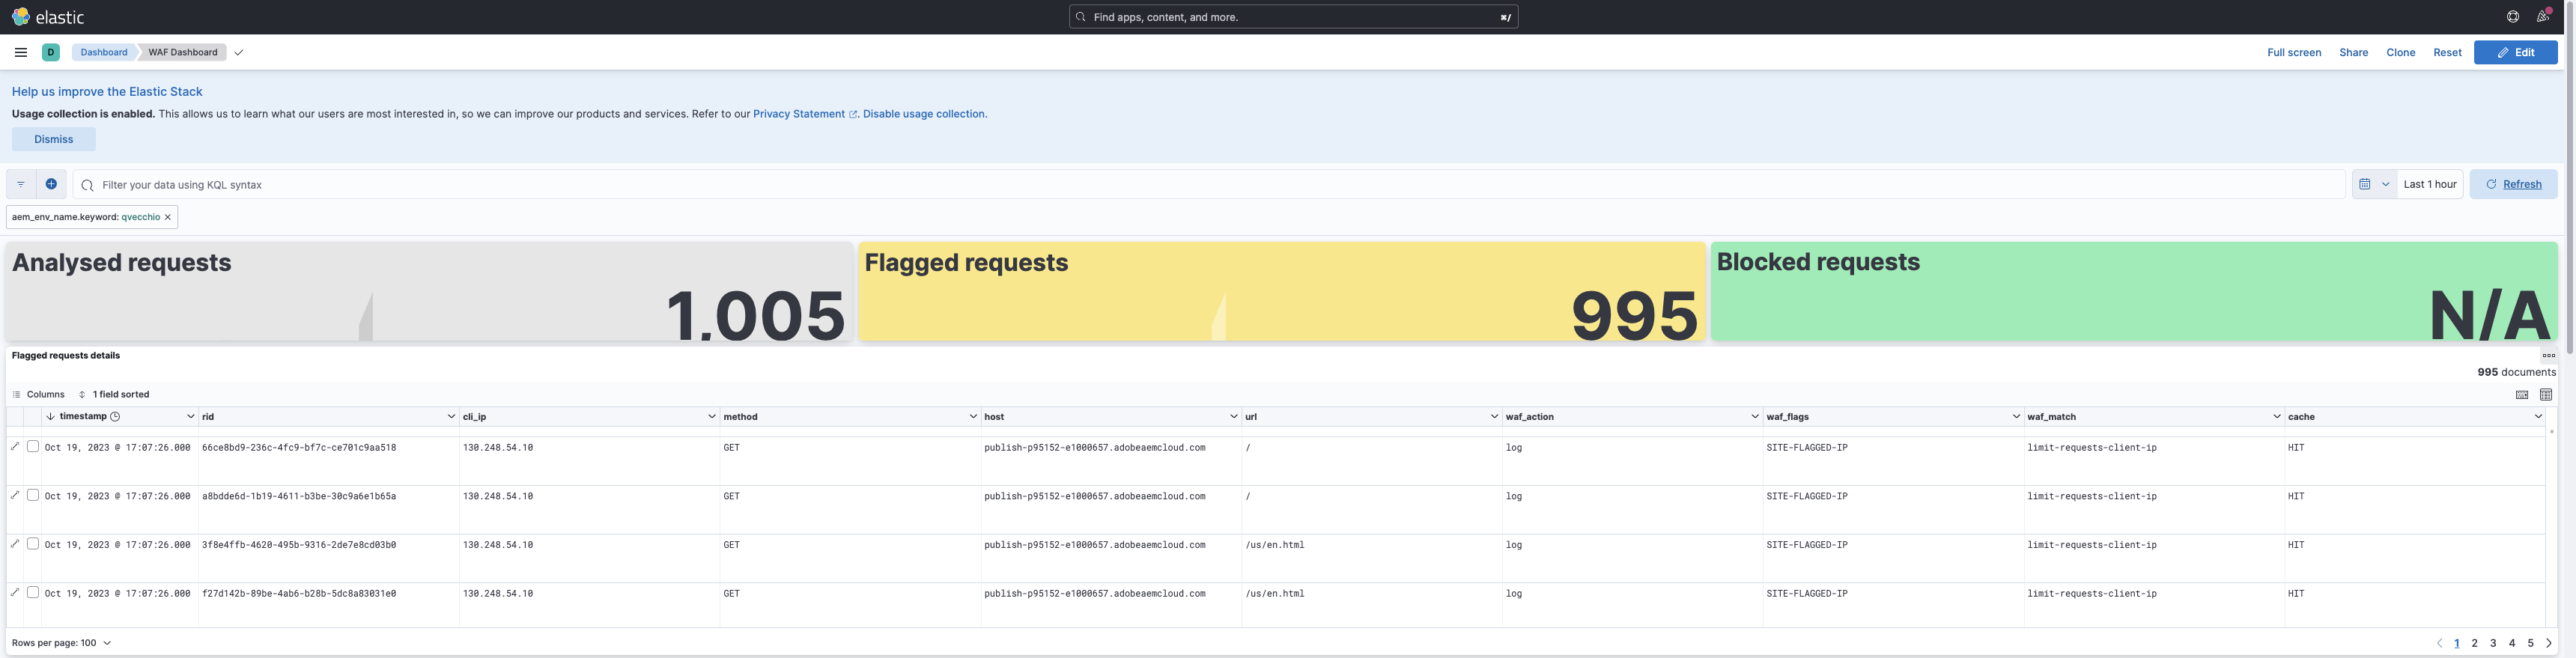 elastic
Find apps, content, and more. ⌘/
D Dashboard WAF Dashboard Full screen Share Clone Reset Edit
Help us improve the Elastic Stack
Usage collection is enabled. This allows us to learn what our users are most interested in, so we can improve our products and services. Refer to our Privacy Statement. Disable usage collection.
Dismiss
Filter your data using KQL syntax Last 1 hour Refresh
aem_env_name.keyword: qvecchio ×
Analysed requests
1,005
Flagged requests
995
Blocked requests
N/A
Flagged requests details
995 documents
Columns 1 field sorted
timestamp rid cli_ip method host url waf_action waf_flags waf_match cache
Oct 19, 2023 @ 17:07:26.000 66ce8bd9-236c-4fc9-bf7c-ce701c9aa518 130.248.54.10 GET publish-p95152-e1000657.adobeaemcloud.com / log SITE-FLAGGED-IP limit-requests-client-ip HIT
Oct 19, 2023 @ 17:07:26.000 a8bdde6d-1b19-4611-b3be-30c9a6e1b65a 130.248.54.10 GET publish-p95152-e1000657.adobeaemcloud.com / log SITE-FLAGGED-IP limit-requests-client-ip HIT
Oct 19, 2023 @ 17:07:26.000 3f8e4ffb-4620-495b-9316-2de7e8cd03b0 130.248.54.10 GET publish-p95152-e1000657.adobeaemcloud.com /us/en.html log SITE-FLAGGED-IP limit-requests-client-ip HIT
Oct 19, 2023 @ 17:07:26.000 f27d142b-89be-4ab6-b28b-5dc8a83031e0 130.248.54.10 GET publish-p95152-e1000657.adobeaemcloud.com /us/en.html log SITE-FLAGGED-IP limit-requests-client-ip HIT
Rows per page: 100 1 2 3 4 5